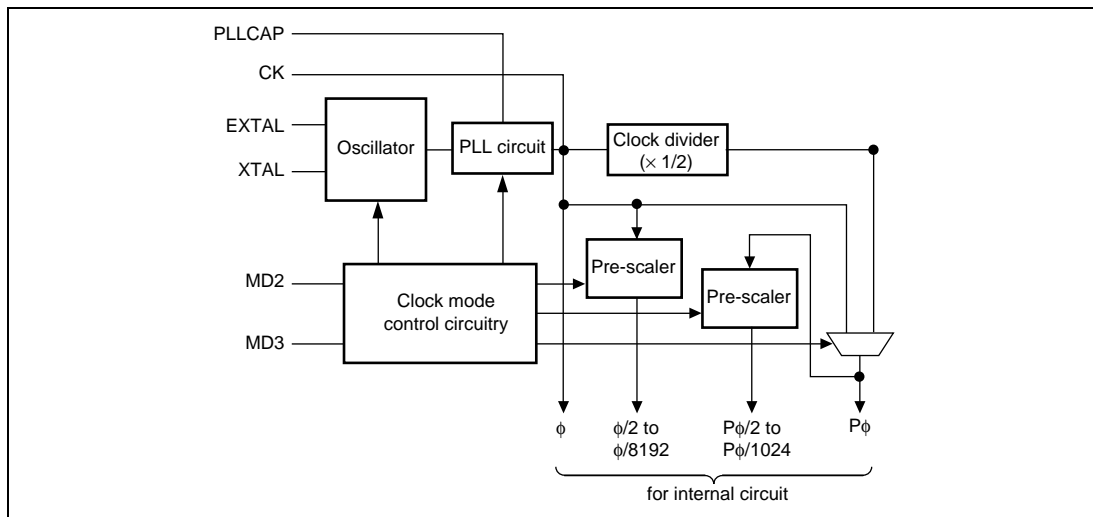 PLLCAP
CK
EXTAL
XTAL
Oscillator
PLL circuit
Clock divider
(× 1/2)
MD2
MD3
Clock mode
control circuitry
Pre-scaler
Pre-scaler
ϕ
ϕ/2 to
ϕ/8192
Pϕ/2 to
Pϕ/1024
Pϕ
for internal circuit